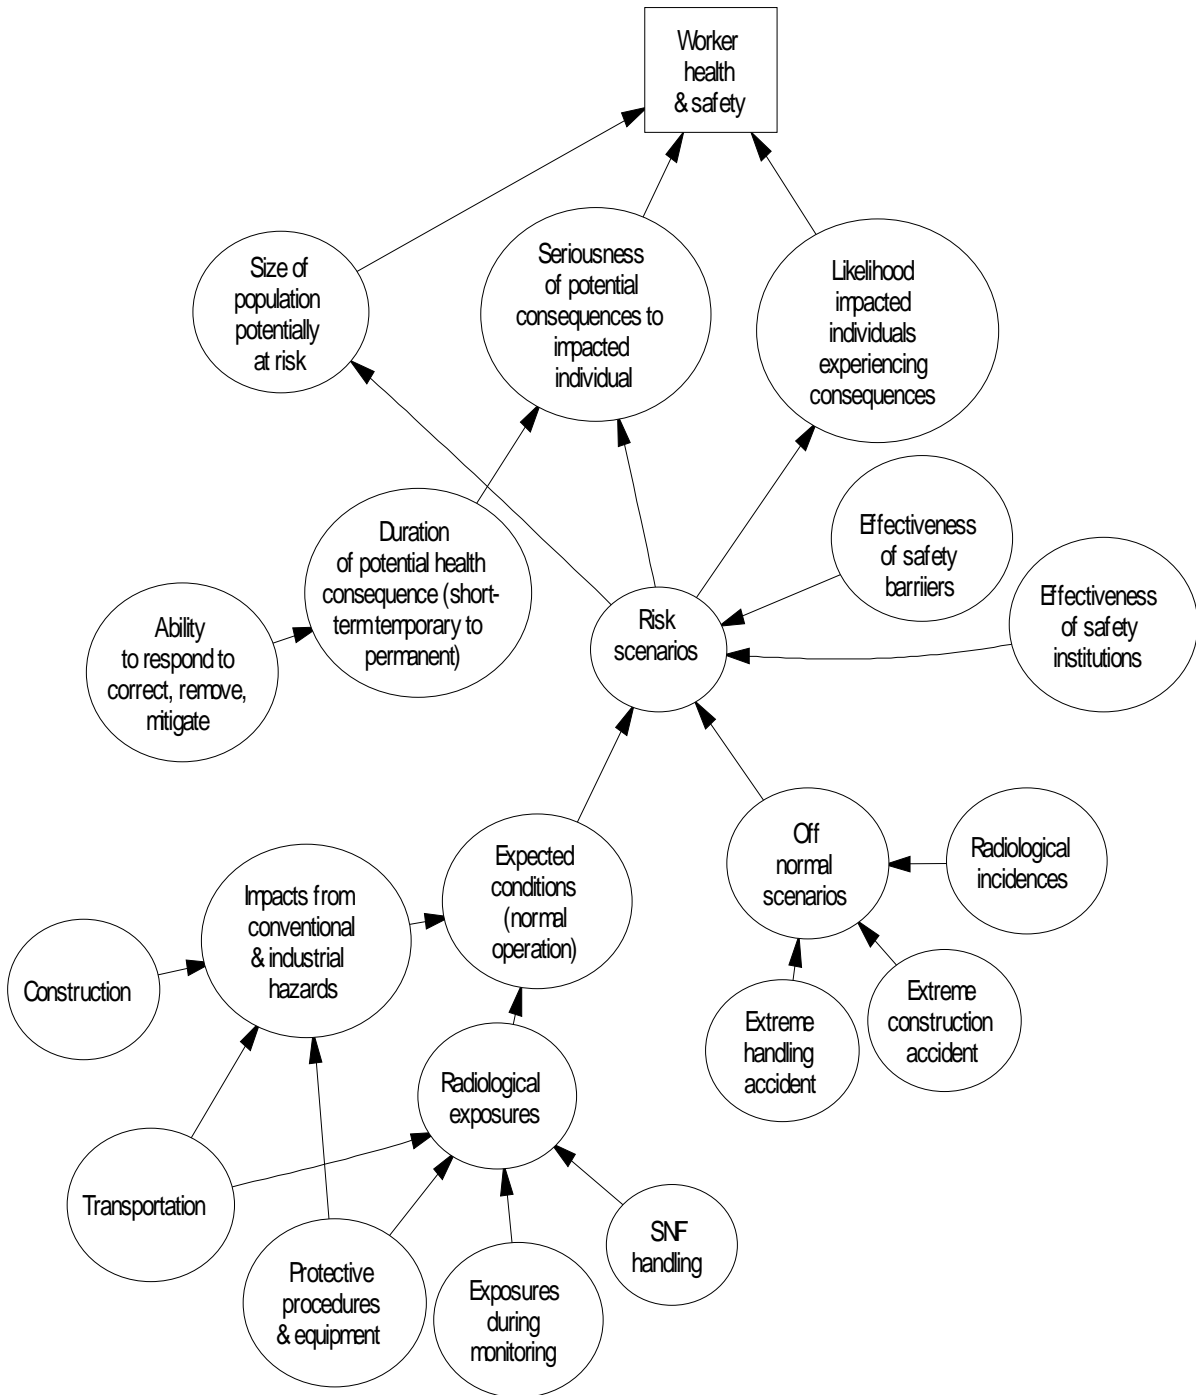 Worker
health
& safety
Size of
population
potentially
at risk
Seriousness
of potential
consequences to
impacted
individual
Likelihood
impacted
individuals
experiencing
consequences
Duration
of potential health
consequence (short-
term temporary to
permanent)
Ability
to respond to
correct, remove,
mitigate
Risk
scenarios
Effectiveness
of safety
barriiers
Effectiveness
of safety
institutions
Impacts from
conventional
& industrial
hazards
Expected
conditions
(normal
operation)
Off
normal
scenarios
Radiological
incidences
Construction
Extreme
handling
accident
Extreme
construction
accident
Radiological
exposures
Transportation
Protective
procedures
& equipment
Exposures
during
monitoring
SNF
handling